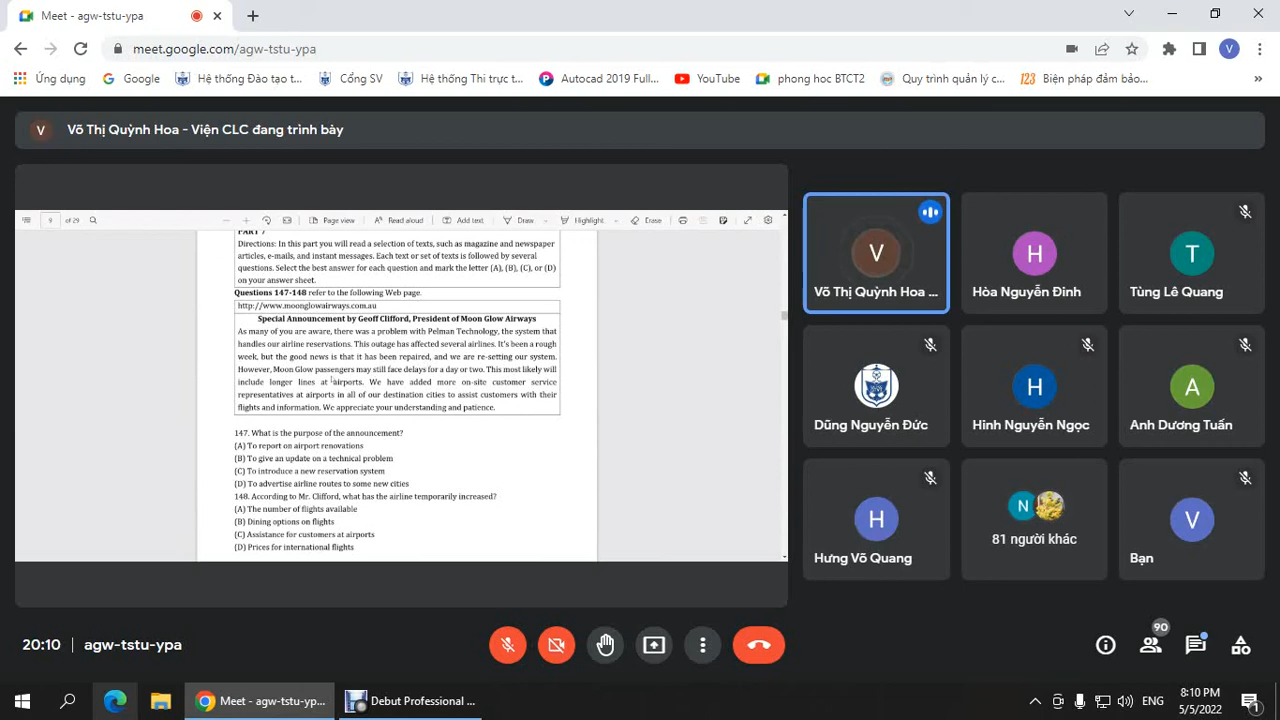 Meet - agw-tstu-ypa
meet.google.com/agw-tstu-ypa
V
Ứng dụng
Google
Hệ thống Đào tạo t...
Cổng SV
Hệ thống Thi trực t...
Autocad 2019 Full...
YouTube
phong hoc BTCT2
Quy trình quản lý c...
123 Biện pháp đảm bảo...
V Võ Thị Quỳnh Hoa - Viện CLC đang trình bày
9 of 29
Page view
Read aloud
Add text
Draw
Highlight
Erase
PART 7
Directions: In this part you will read a selection of texts, such as magazine and newspaper
articles, e-mails, and instant messages. Each text or set of texts is followed by several
questions. Select the best answer for each question and mark the letter (A), (B), (C), or (D)
on your answer sheet.
Questions 147-148 refer to the following Web page.
http://www.moonglowairways.com.au
Special Announcement by Geoff Clifford, President of Moon Glow Airways
As many of you are aware, there was a problem with Pelman Technology, the system that
handles our airline reservations. This outage has affected several airlines. It's been a rough
week, but the good news is that it has been repaired, and we are re-setting our system.
However, Moon Glow passengers may still face delays for a day or two. This most likely will
include longer lines at airports. We have added more on-site customer service
representatives at airports in all of our destination cities to assist customers with their
flights and information. We appreciate your understanding and patience.
147. What is the purpose of the announcement?
(A) To report on airport renovations
(B) To give an update on a technical problem
(C) To introduce a new reservation system
(D) To advertise airline routes to some new cities
148. According to Mr. Clifford, what has the airline temporarily increased?
(A) The number of flights available
(B) Dining options on flights
(C) Assistance for customers at airports
(D) Prices for international flights
V
Võ Thị Quỳnh Hoa ...
H
Hòa Nguyễn Đình
T
Tùng Lê Quang
Dũng Nguyễn Đức
H
Hinh Nguyễn Ngọc
A
Anh Dương Tuấn
H
Hưng Võ Quang
N
81 người khác
V
Bạn
20:10 | agw-tstu-ypa
90
Meet - agw-tstu-yp...
Debut Professional ...
ENG
8:10 PM
5/5/2022
1